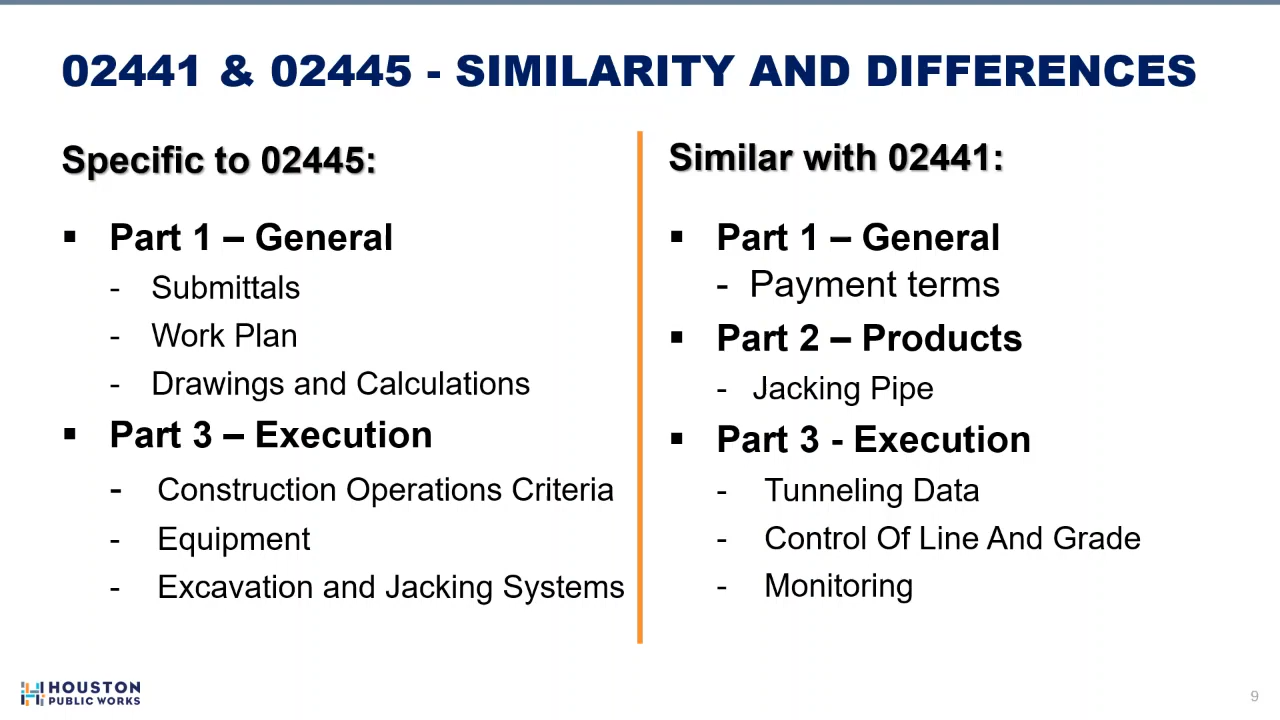 02441 & 02445 - SIMILARITY AND DIFFERENCES
Specific to 02445:
▪ Part 1 – General
- Submittals
- Work Plan
- Drawings and Calculations
▪ Part 3 – Execution
- Construction Operations Criteria
- Equipment
- Excavation and Jacking Systems
Similar with 02441:
▪ Part 1 – General
- Payment terms
▪ Part 2 – Products
- Jacking Pipe
▪ Part 3 - Execution
- Tunneling Data
- Control Of Line And Grade
- Monitoring
HOUSTON
PUBLIC WORKS
9